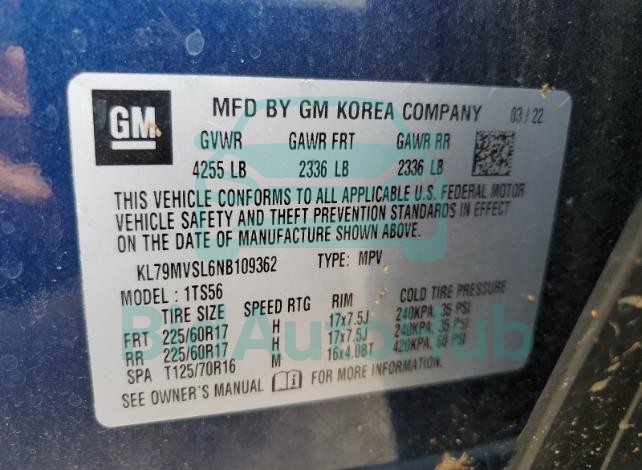 GM
MFD BY GM KOREA COMPANY 03/22
GVWR GAWR FRT GAWR RR
4255 LB 2336 LB 2336 LB
THIS VEHICLE CONFORMS TO ALL APPLICABLE U.S. FEDERAL MOTOR
VEHICLE SAFETY AND THEFT PREVENTION STANDARDS IN EFFECT
ON THE DATE OF MANUFACTURE SHOWN ABOVE.
KL79MVSL6NB109362 TYPE: MPV
MODEL: 1TS56
TIRE SIZE SPEED RTG RIM COLD TIRE PRESSURE
FRT 225/60R17 H 17x7.5J 240KPA, 35 PSI
RR 225/60R17 H 17x7.5J 240KPA, 35 PSI
SPA T125/70R16 M 16x4.0BT 420KPA, 60 PSI
SEE OWNER'S MANUAL FOR MORE INFORMATION.